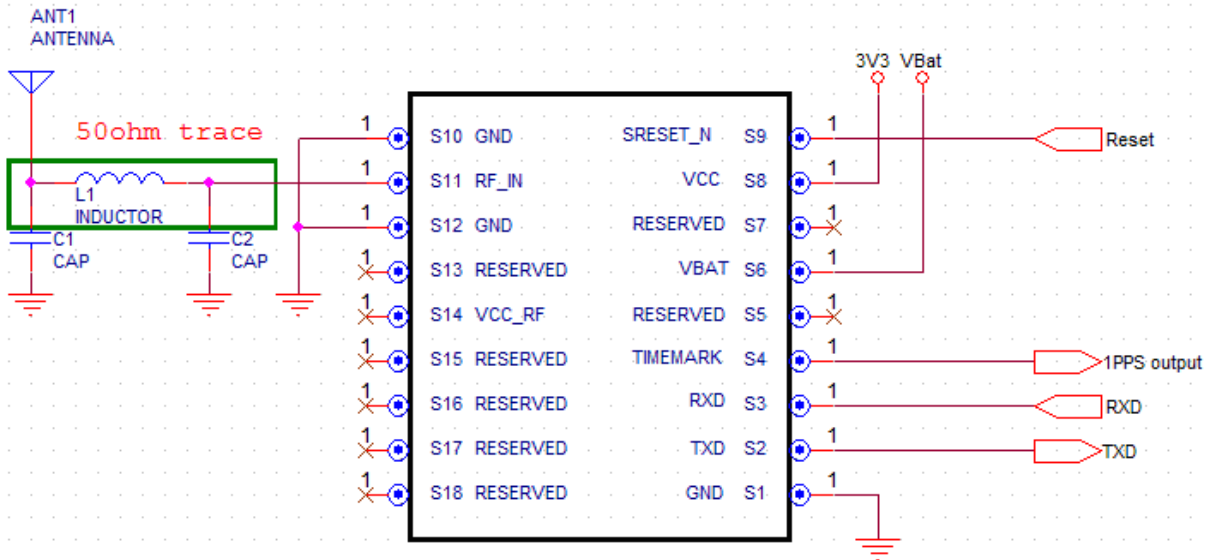 ANT1
ANTENNA
50ohm trace
L1
INDUCTOR
C1
CAP
C2
CAP
3V3 VBat
1 S10 GND SRESET_N S9 1 Reset
1 S11 RF_IN VCC S8 1
1 S12 GND RESERVED S7 1
1 S13 RESERVED VBAT S6 1
1 S14 VCC_RF RESERVED S5 1
1 S15 RESERVED TIMEMARK S4 1 1PPS output
1 S16 RESERVED RXD S3 1 RXD
1 S17 RESERVED TXD S2 1 TXD
1 S18 RESERVED GND S1 1